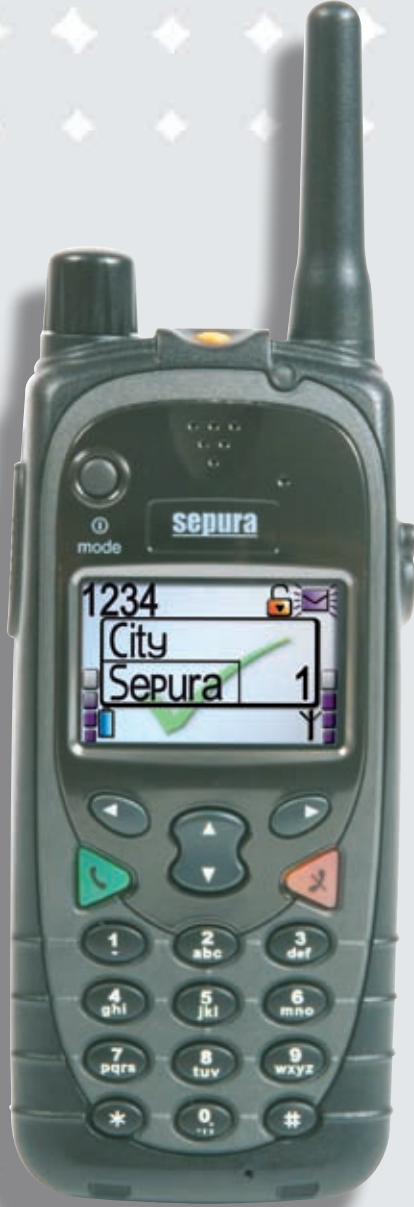 mode
sepura
1234
City
Sepura 1
1
2 abc
3 def
4 ghi
5 jkl
6 mno
7 pqrs
8 tuv
9 wxyz
*
0
#